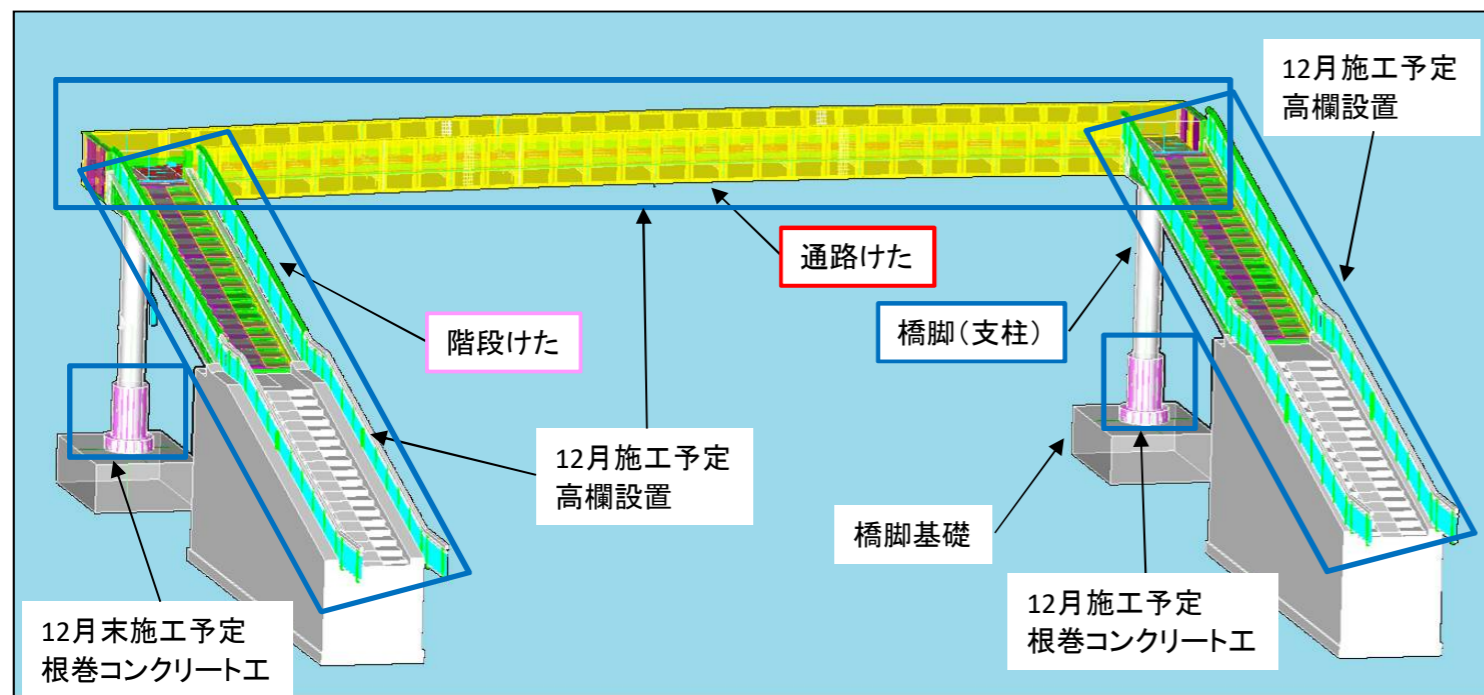 12月施工予定
高欄設置
通路けた
階段けた
橋脚(支柱)
12月施工予定
高欄設置
橋脚基礎
12月末施工予定
根巻コンクリート工
12月施工予定
根巻コンクリート工